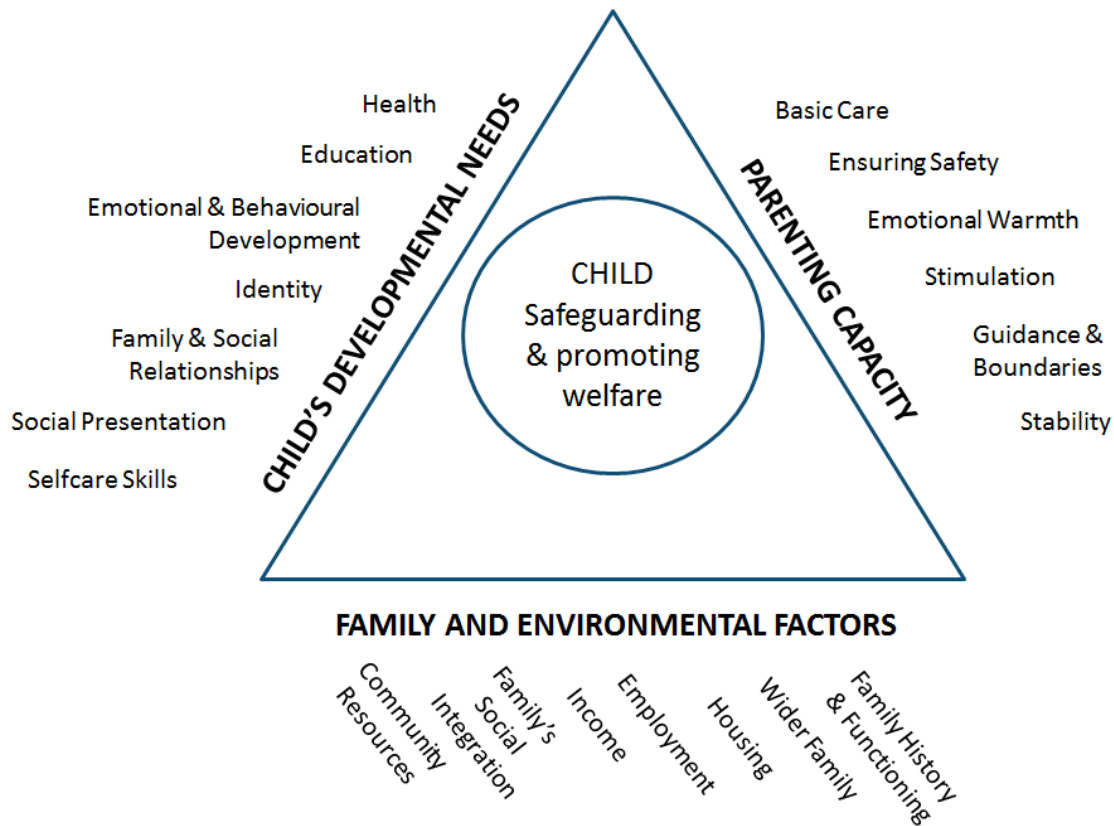 Health
Education
Emotional & Behavioural
Development
Identity
Family & Social
Relationships
Social Presentation
Selfcare Skills
CHILD'S DEVELOPMENTAL NEEDS
CHILD
Safeguarding
& promoting
welfare
PARENTING CAPACITY
Basic Care
Ensuring Safety
Emotional Warmth
Stimulation
Guidance &
Boundaries
Stability
FAMILY AND ENVIRONMENTAL FACTORS
Community
Resources
Family's
Social
Integration
Income
Employment
Housing
Wider Family
Family History
& Functioning